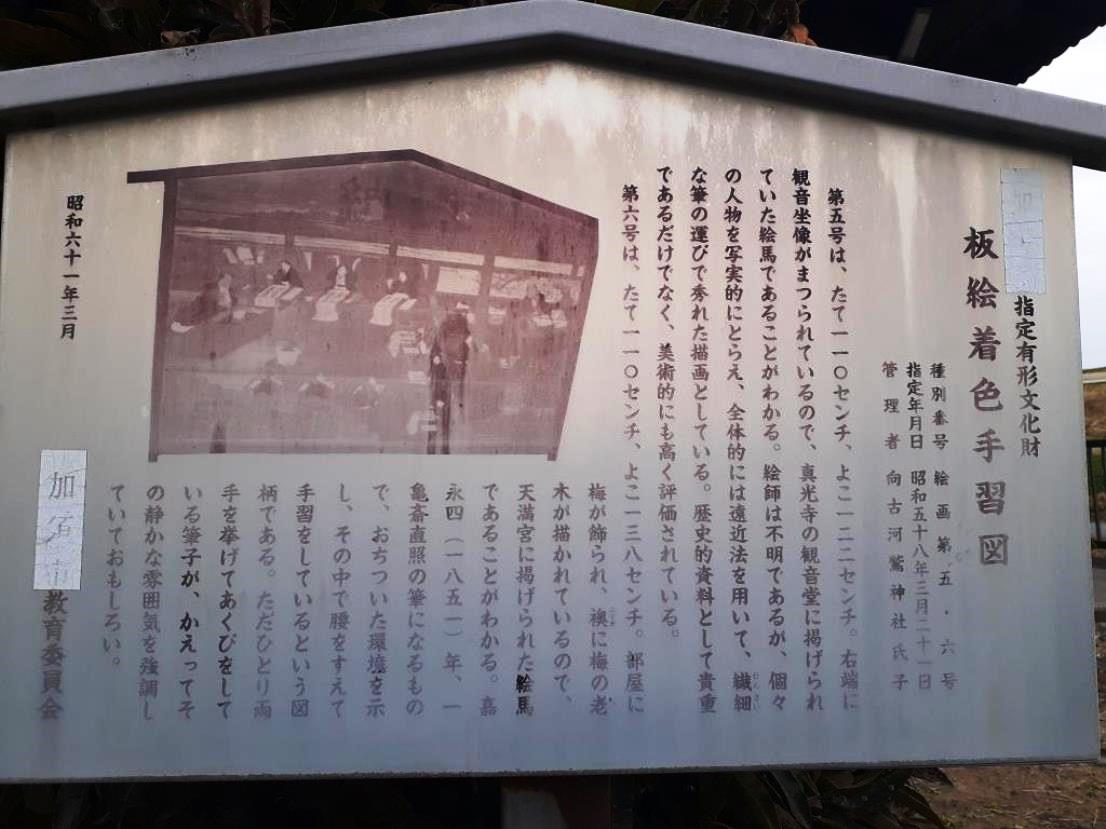 指定有形文化財
板絵着色手習図
種別番号 絵画第五・六号
指定年月日 昭和五十八年三月二十一日
管理者 向古河鷲神社氏子
第五号は、たて一一〇センチ、よこ一二二センチ。右端に
観音坐像がまつられているので、真光寺の観音堂に掲げられ
ていた絵馬であることがわかる。絵師は不明であるが、個々
の人物を写実的にとらえ、全体的には遠近法を用いて、繊細
せんさい
な筆の運びで秀れた描画としている。歴史的資料として貴重
であるだけでなく、美術的にも高く評価されている。
第六号は、たて一一〇センチ、よこ一三八センチ。部屋に
梅が飾られ、襖に梅の老
ふすま
木が描かれているので、
天満宮に掲げられた絵馬
であることがわかる。嘉
永四(一八五一)年、一
亀斎直照の筆になるもの
で、おちついた環境を示
し、その中で腰をすえて
手習をしているという図
柄である。ただひとり両
手を挙げてあくびをして
いる筆子が、かえってそ
の静かな雰囲気を強調し
ていておもしろい。
昭和六十一年三月
加須市教育委員会